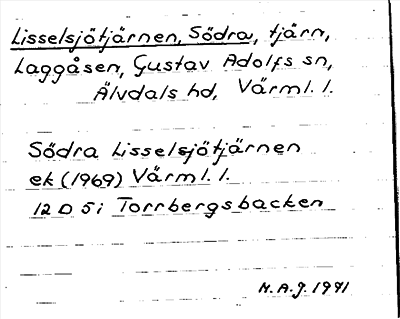 Lisselsjötjärnen, Södra, tjärn,
Laggåsen, Gustav Adolfs sn,
Älvdals hd, Värml. l.
Södra Lisselsjötjärnen
ek (1969) Värml. l.
12 D 5i Torrbergsbacken
M.A.J. 1991